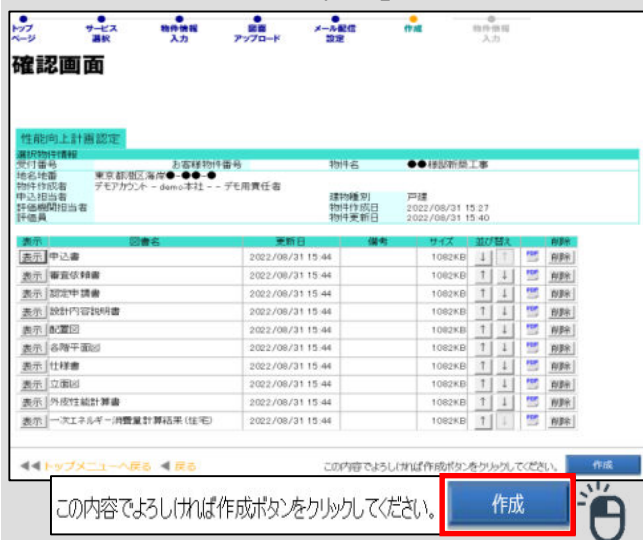 トップページ サービス選択 物件情報入力 図面アップロード メール配信設定 作成 物件情報入力
確認画面
性能向上計画認定
選択物件情報
受付番号 お客様物件番号 物件名 ●●様邸新築工事
地名地番 東京都港区海岸●-●●-●
物件作成者 デモアカウント - demo本社 - - デモ用責任者
申込担当者 建物種別 戸建
評価機関担当者 物件作成日 2022/08/31 15:27
評価員 物件更新日 2022/08/31 15:40
表示 図書名 更新日 備考 サイズ 並び替え 削除
表示 申込書 2022/08/31 15:44 1082KB ↓ ↑ PDF 削除
表示 審査依頼書 2022/08/31 15:44 1082KB ↑ ↓ PDF 削除
表示 認定申請書 2022/08/31 15:44 1082KB ↑ ↓ PDF 削除
表示 設計内容説明書 2022/08/31 15:44 1082KB ↑ ↓ PDF 削除
表示 配置図 2022/08/31 15:44 1082KB ↑ ↓ PDF 削除
表示 各階平面図 2022/08/31 15:44 1082KB ↑ ↓ PDF 削除
表示 仕様書 2022/08/31 15:44 1082KB ↑ ↓ PDF 削除
表示 立面図 2022/08/31 15:44 1082KB ↑ ↓ PDF 削除
表示 外皮性能計算書 2022/08/31 15:44 1082KB ↑ ↓ PDF 削除
表示 一次エネルギー消費量計算結果(住宅) 2022/08/31 15:44 1082KB ↑ ↓ PDF 削除
◀◀トップメニューへ戻る ◀戻る この内容でよろしければ作成ボタンをクリックしてください。 作成
この内容でよろしければ作成ボタンをクリックしてください。 作成